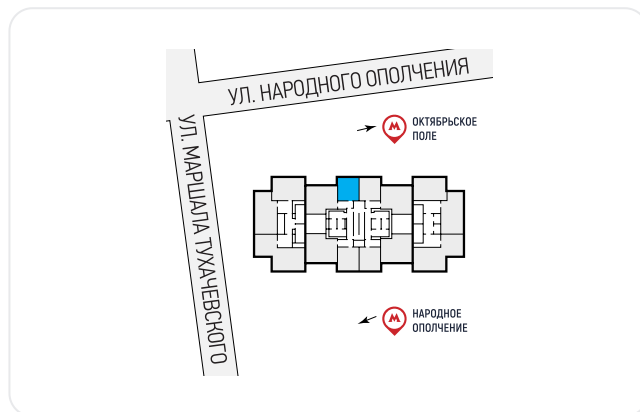 УЛ. НАРОДНОГО ОПОЛЧЕНИЯ
УЛ. МАРШАЛА ТУХАЧЕВСКОГО
М ОКТЯБРЬСКОЕ
ПОЛЕ
М НАРОДНОЕ
ОПОЛЧЕНИЕ